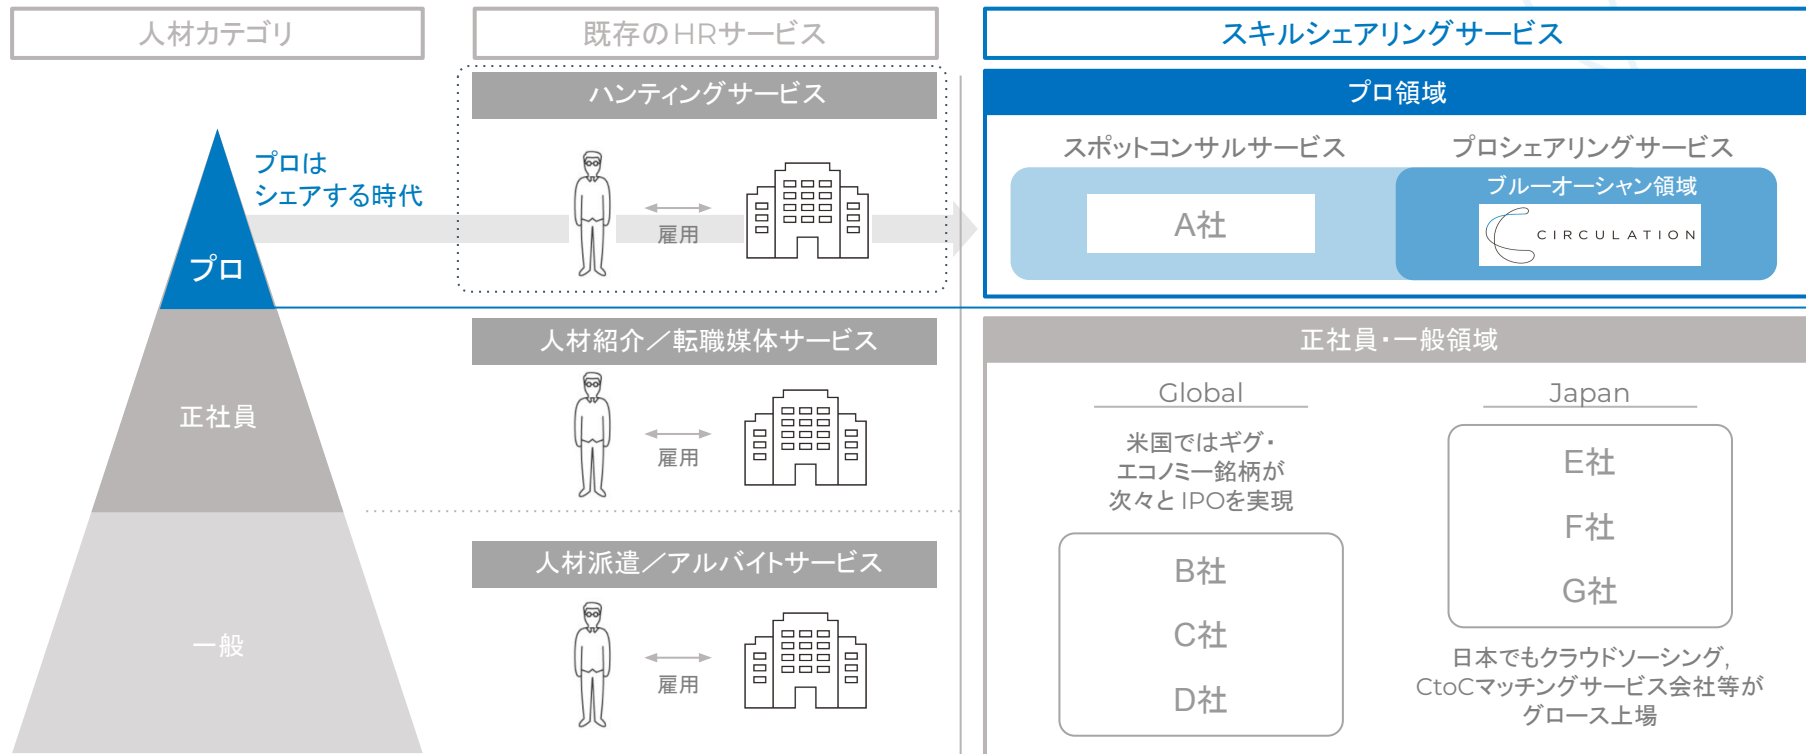 人材カテゴリ
既存のHRサービス
スキルシェアリングサービス
ハンティングサービス
プロ領域
プロは
シェアする時代
プロ
雇用
スポットコンサルサービス
プロシェアリングサービス
ブルーオーシャン領域
A社
CIRCULATION
正社員
人材紹介／転職媒体サービス
雇用
正社員・一般領域
Global
米国ではギグ・
エコノミー銘柄が
次々と IPOを実現
B社
C社
D社
Japan
E社
F社
G社
日本でもクラウドソーシング,
CtoCマッチングサービス会社等が
グロース上場
一般
人材派遣／アルバイトサービス
雇用